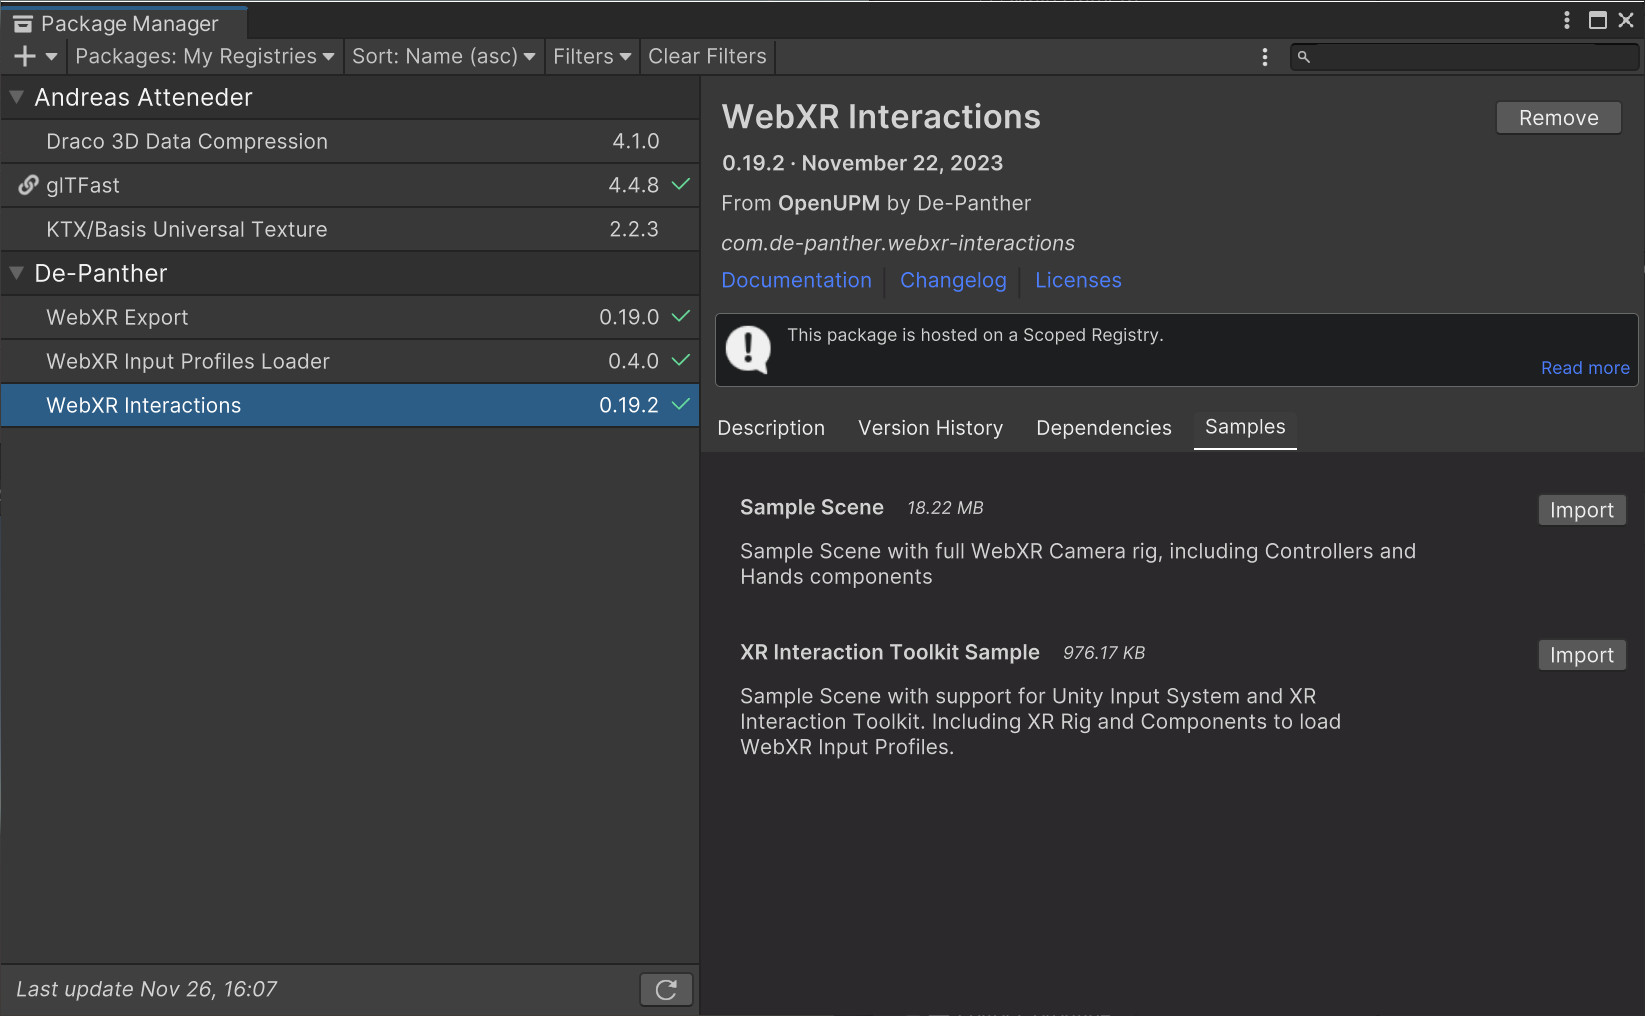 Package Manager
Packages: My Registries
Sort: Name (asc)
Filters
Clear Filters
Andreas Atteneder
Draco 3D Data Compression 4.1.0
glTFast 4.4.8
KTX/Basis Universal Texture 2.2.3
De-Panther
WebXR Export 0.19.0
WebXR Input Profiles Loader 0.4.0
WebXR Interactions 0.19.2
Last update Nov 26, 16:07
WebXR Interactions
Remove
0.19.2 · November 22, 2023
From OpenUPM by De-Panther
com.de-panther.webxr-interactions
Documentation
Changelog
Licenses
This package is hosted on a Scoped Registry.
Read more
Description
Version History
Dependencies
Samples
Sample Scene 18.22 MB
Import
Sample Scene with full WebXR Camera rig, including Controllers and
Hands components
XR Interaction Toolkit Sample 976.17 KB
Import
Sample Scene with support for Unity Input System and XR
Interaction Toolkit. Including XR Rig and Components to load
WebXR Input Profiles.